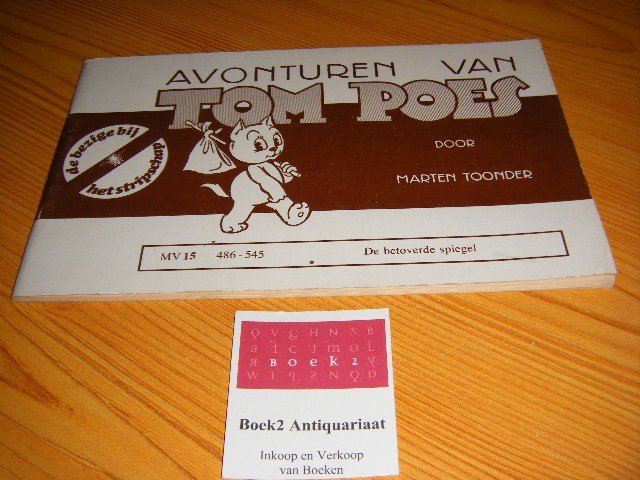 AVONTUREN VAN
TOM POES
DOOR
MARTEN TOONDER
de bezige bij
het stripschap
MV 15 486-545 De betoverde spiegel
Q V G H N Z B
B O e k 2
Boek2 Antiquariaat
Inkoop en Verkoop
van Boeken